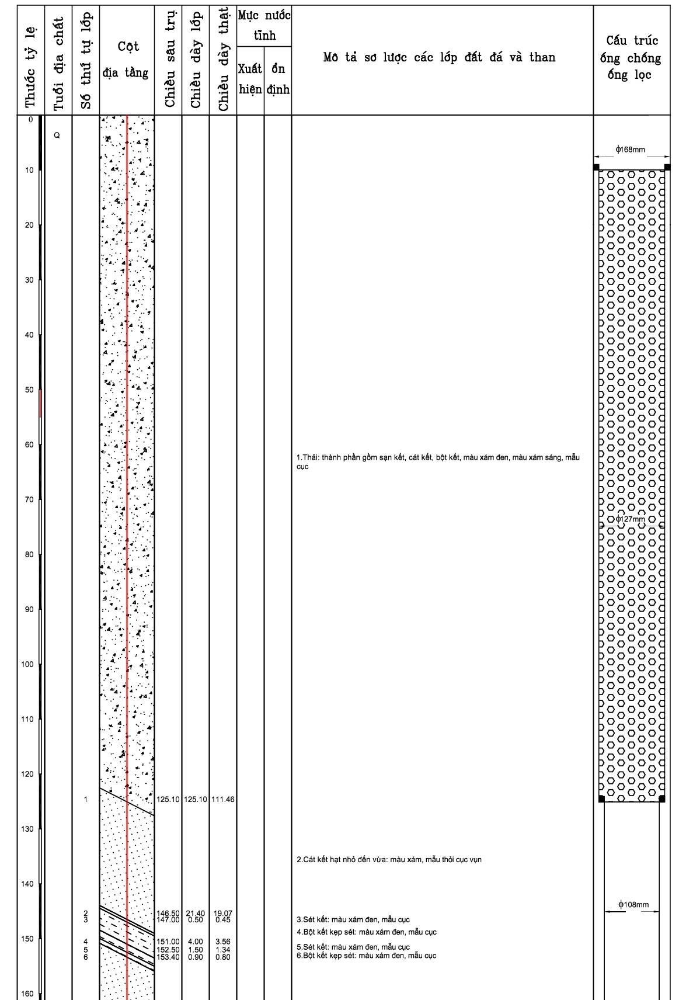 Thước tỷ lệ
Tuổi địa chất
Số thứ tự lớp
Cột
địa tầng
Chiều sâu trụ
Chiều dày lớp
Chiều dày thật
Mực nước
tĩnh
Xuất
hiện
ổn
định
Mô tả sơ lược các lớp đất đá và than
Cấu trúc
ống chống
ống lọc
0
Q
ϕ168mm
10
20
30
40
50
60
1.Thải: thành phần gồm sạn kết, cát kết, bột kết, màu xám đen, màu xám sáng, mẫu
cục
70
ϕ127mm
80
90
100
110
120
1 125.10 125.10 111.46
130
2.Cát kết hạt nhỏ đến vừa: màu xám, mẫu thỏi cục vụn
140
ϕ108mm
2 146.50 21.40 19.07
3 147.00 0.50 0.45 3.Sét kết: màu xám đen, mẫu cục
4.Bột kết kẹp sét: màu xám đen, mẫu cục
150
4 151.00 4.00 3.56
5 152.50 1.50 1.34 5.Sét kết: màu xám đen, mẫu cục
6 153.40 0.90 0.80 6.Bột kết kẹp sét: màu xám đen, mẫu cục
160